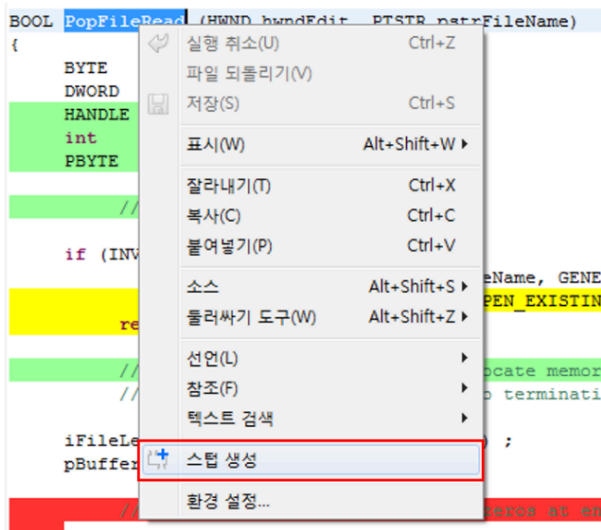 BOOL PopFileRead (HWND hwndEdit, PTSTR pstrFileName)
{
BYTE
DWORD
HANDLE
int
PBYTE
//
if (INV
eName, GENE
PEN_EXISTIN
re
//
ocate memor
//
o terminati
iFileLe
) ;
pBuffer
//
zeros at en
실행 취소(U) Ctrl+Z
파일 되돌리기(V)
저장(S) Ctrl+S
표시(W) Alt+Shift+W
잘라내기(T) Ctrl+X
복사(C) Ctrl+C
붙여넣기(P) Ctrl+V
소스 Alt+Shift+S
둘러싸기 도구(W) Alt+Shift+Z
선언(L)
참조(F)
텍스트 검색
스텁 생성
환경 설정...